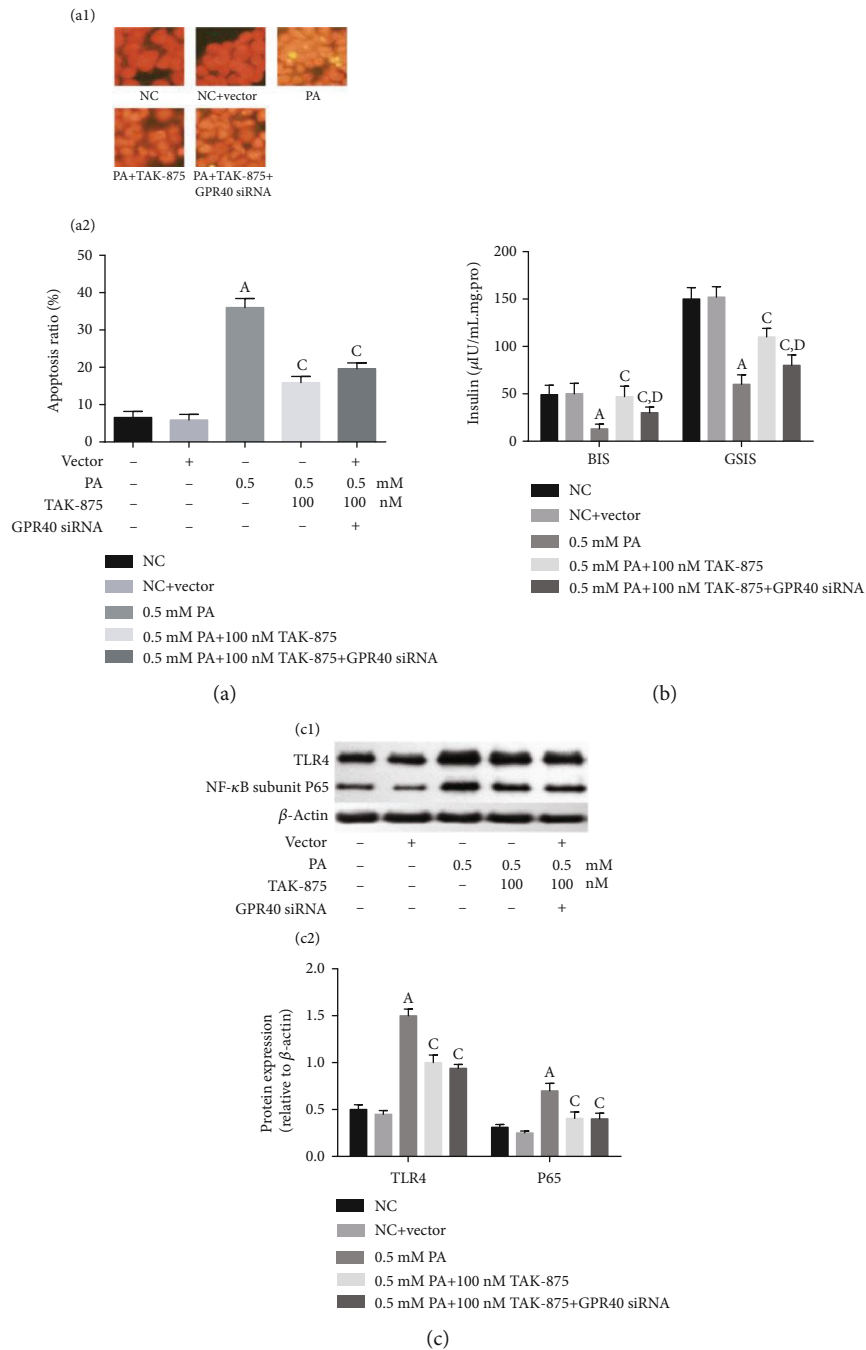 (a1)
NC NC+vector PA
PA+TAK-875 PA+TAK-875+
GPR40 siRNA
(a2)
50
40
30
20
10
0
Apoptosis ratio (%)
A
C
C
Vector – + – – +
PA – – 0.5 0.5 0.5 mM
TAK-875 – – – 100 100 nM
GPR40 siRNA – – – – +
NC
NC+vector
0.5 mM PA
0.5 mM PA+100 nM TAK-875
0.5 mM PA+100 nM TAK-875+GPR40 siRNA
(a)
200
150
100
50
0
Insulin (μIU/mL.mg.pro)
A
C
C,D
A
C
C,D
BIS GSIS
NC
NC+vector
0.5 mM PA
0.5 mM PA+100 nM TAK-875
0.5 mM PA+100 nM TAK-875+GPR40 siRNA
(b)
(c1)
TLR4
NF-κB subunit P65
β-Actin
Vector – + – – +
PA – – 0.5 0.5 0.5 mM
TAK-875 – – – 100 100 nM
GPR40 siRNA – – – – +
(c2)
2.0
1.5
1.0
0.5
0.0
Protein expression
(relative to β-actin)
A
C
C
A
C
C
TLR4 P65
NC
NC+vector
0.5 mM PA
0.5 mM PA+100 nM TAK-875
0.5 mM PA+100 nM TAK-875+GPR40 siRNA
(c)